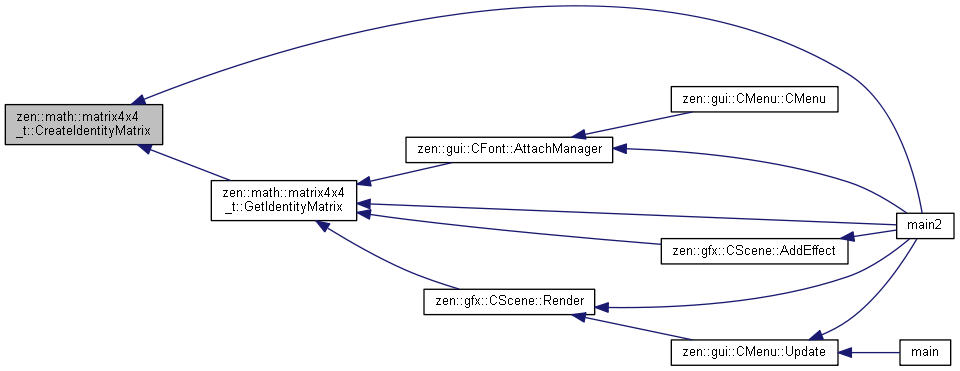 zen::math::matrix4x4
_t::CreateIdentityMatrix
zen::math::matrix4x4
_t::GetIdentityMatrix
zen::gui::CFont::AttachManager
zen::gui::CMenu::CMenu
main2
zen::gfx::CScene::AddEffect
zen::gfx::CScene::Render
zen::gui::CMenu::Update
main